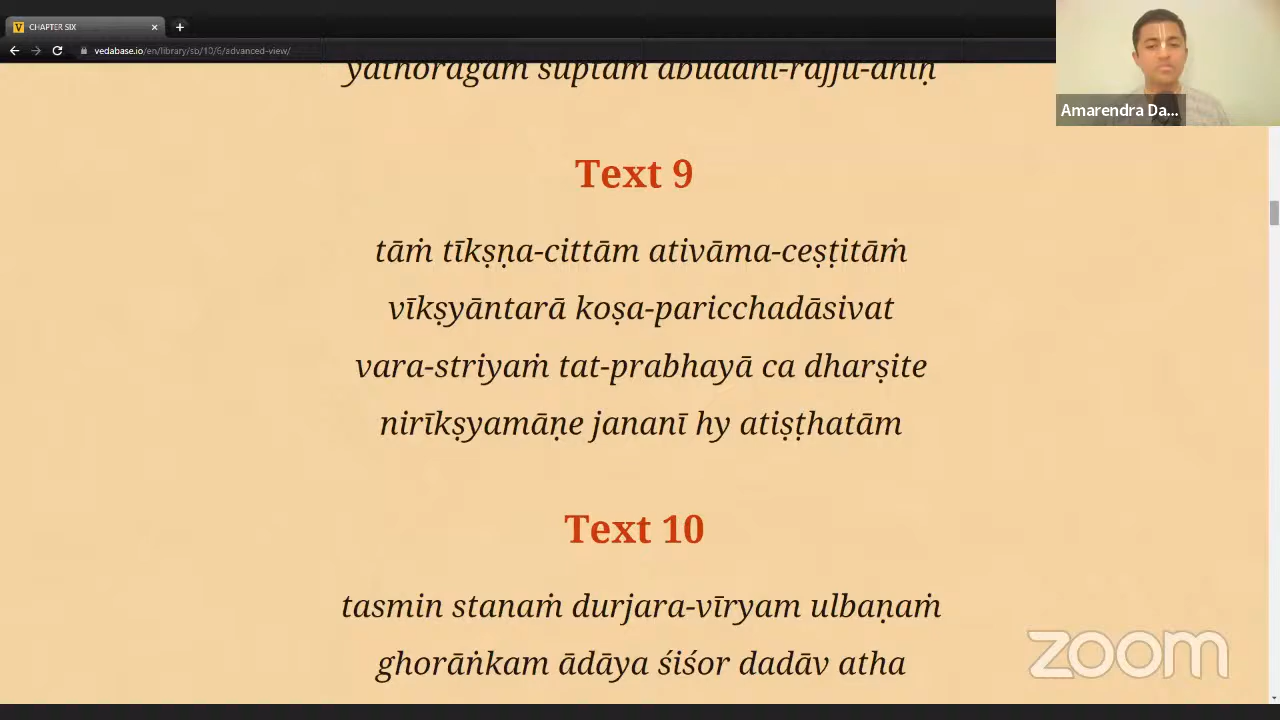 CHAPTER SIX
vedabase.io/en/library/sb/10/6/advanced-view/
Amarendra Da...
yathoragaṁ suptam abuddhi-rajju-dhīḥ
Text 9
tāṁ tīkṣṇa-cittām ativāma-ceṣṭitāṁ
vīkṣyāntarā koṣa-paricchadāsivat
vara-striyaṁ tat-prabhayā ca dharṣite
nirīkṣyamāṇe jananī hy atiṣṭhatām
Text 10
tasmin stanaṁ durjara-vīryam ulbaṇaṁ
ghorāṅkam ādāya śiśor dadāv atha
zoom